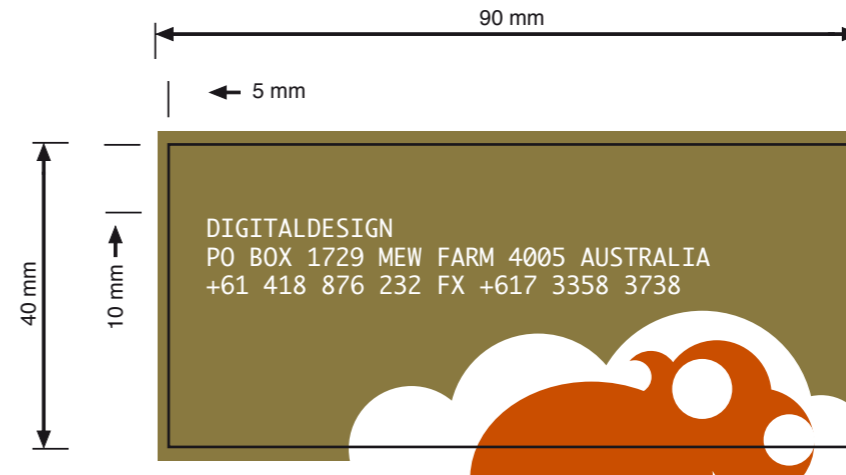 90 mm
5 mm
DIGITALDESIGN
PO BOX 1729 MEW FARM 4005 AUSTRALIA
+61 418 876 232 FX +617 3358 3738
40 mm
10 mm